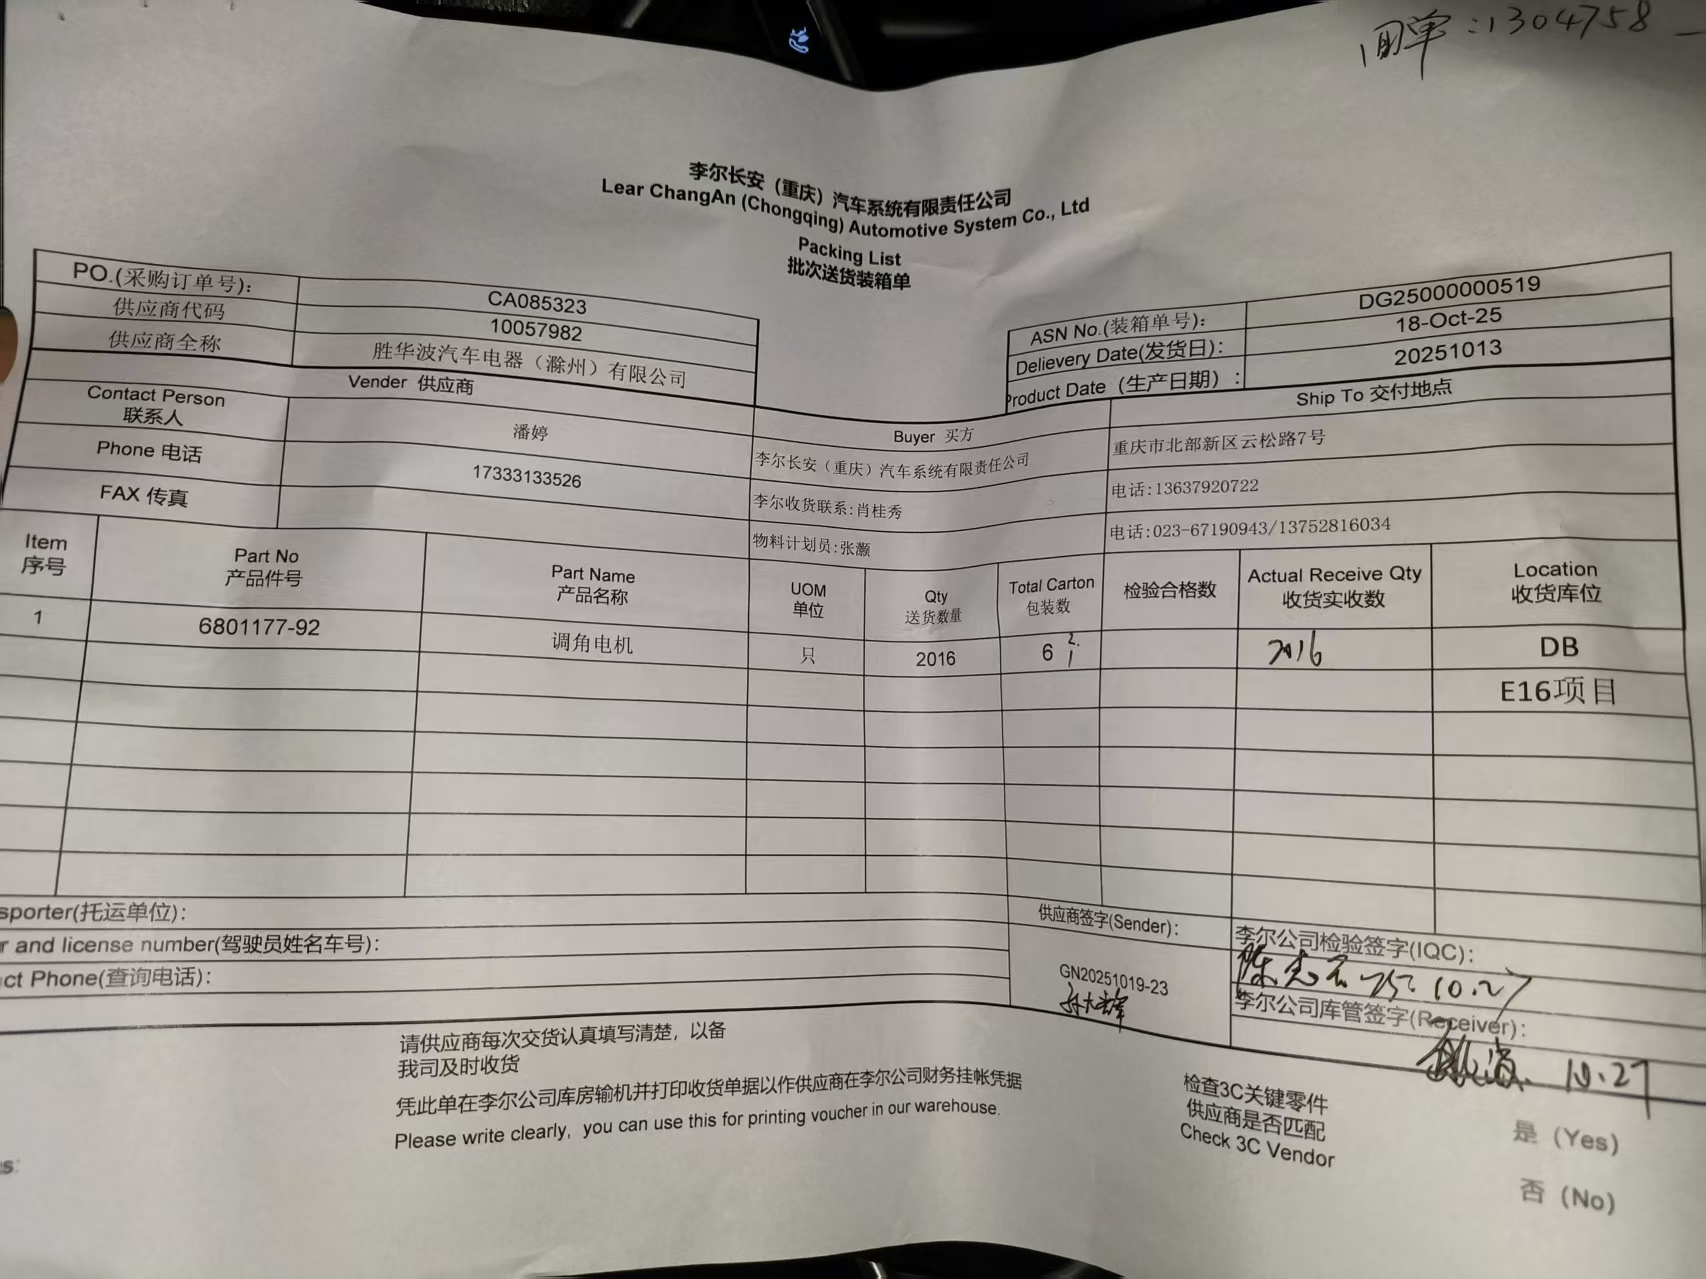 回单:1304758
李尔长安（重庆）汽车系统有限责任公司
Lear ChangAn (Chongqing) Automotive System Co., Ltd
Packing List
批次送货装箱单
PO.(采购订单号): CA085323
供应商代码 10057982
供应商全称 胜华波汽车电器（滁州）有限公司
ASN No.(装箱单号): DG25000000519
Delievery Date(发货日): 18-Oct-25
Product Date（生产日期）: 20251013
Vender 供应商 Buyer 买方 Ship To 交付地点
Contact Person 联系人 潘婷 李尔长安（重庆）汽车系统有限责任公司 重庆市北部新区云松路7号
Phone 电话 17333133526 李尔收货联系:肖桂秀 电话:13637920722
FAX 传真 物料计划员:张灏 电话:023-67190943/13752816034
Item Part No Part Name UOM Qty Total Carton 检验合格数 Actual Receive Qty Location
序号 产品件号 产品名称 单位 送货数量 包装数 收货实收数 收货库位
1 6801177-92 调角电机 只 2016 6 2. 1 2016 DB
E16项目
sporter(托运单位):
r and license number(驾驶员姓名车号):
ct Phone(查询电话):
供应商签字(Sender):
GN20251019-23
李尔公司检验签字(IQC):
10.27
李尔公司库管签字(Receiver):
10.27
请供应商每次交货认真填写清楚，以备
我司及时收货
凭此单在李尔公司库房输机并打印收货单据以作供应商在李尔公司财务挂帐凭据
Please write clearly, you can use this for printing voucher in our warehouse.
检查3C关键零件
供应商是否匹配
Check 3C Vendor
是（Yes）
否（No）
s: